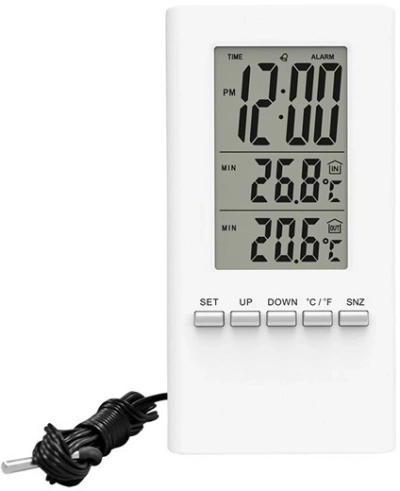 TIME ALARM
PM 12:00
MIN 26.8°C IN
MIN 20.6°C OUT
SET UP DOWN °C/°F SNZ